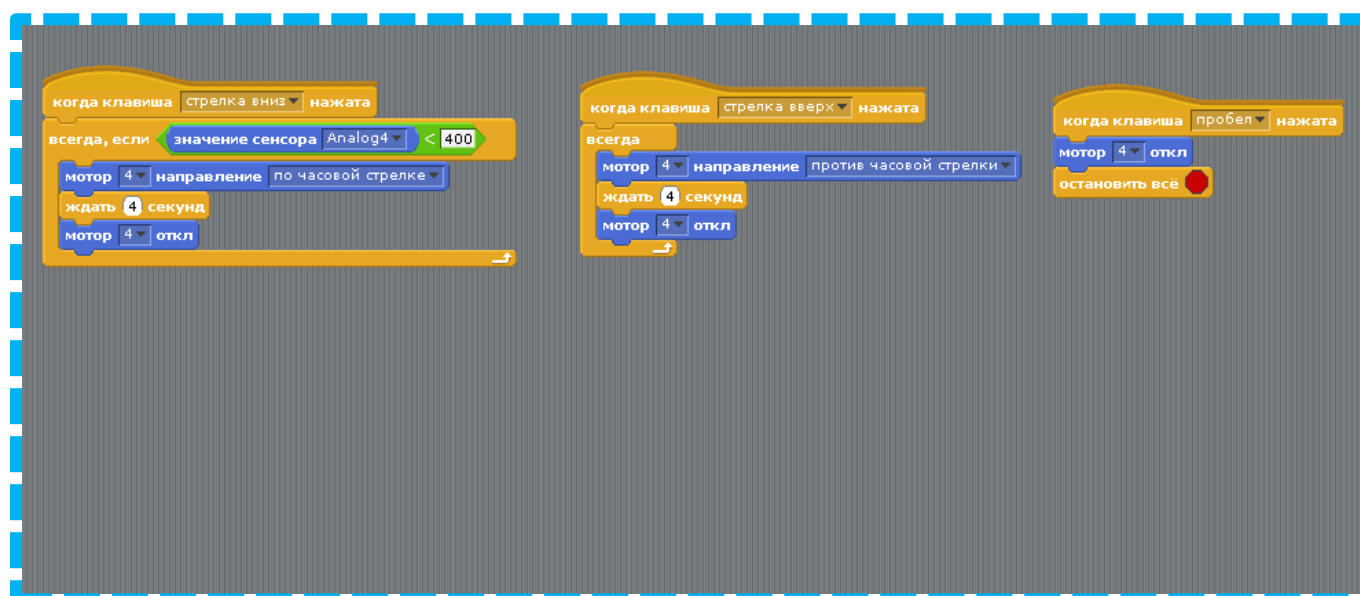 когда клавиша стрелка вниз нажата
всегда, если значение сенсора Analog4 < 400
мотор 4 направление по часовой стрелке
ждать 4 секунд
мотор 4 откл
когда клавиша стрелка вверх нажата
всегда
мотор 4 направление против часовой стрелки
ждать 4 секунд
мотор 4 откл
когда клавиша пробел нажата
мотор 4 откл
остановить всё